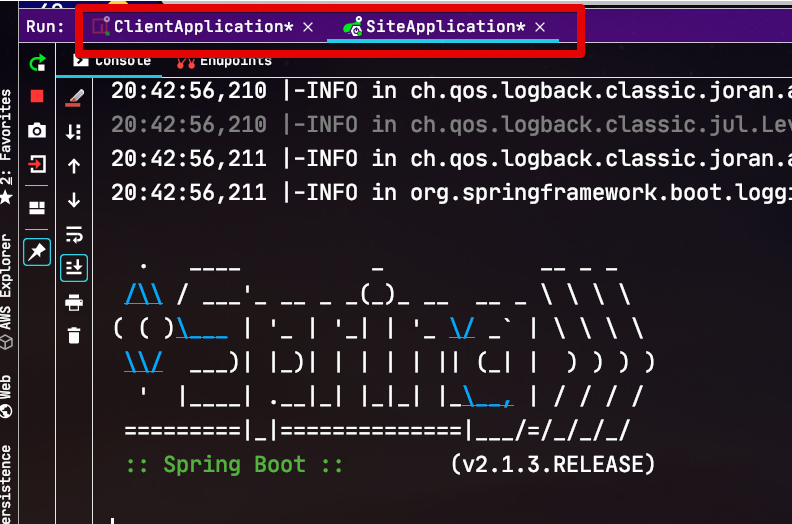 Run: ClientApplication* × SiteApplication* ×
Console Endpoints
20:42:56,210 |-INFO in ch.qos.logback.classic.joran.a
20:42:56,210 |-INFO in ch.qos.logback.classic.jul.Lev
20:42:56,211 |-INFO in ch.qos.logback.classic.joran.a
20:42:56,211 |-INFO in org.springframework.boot.loggi
  .   ____          _            __ _ _
 /\\ / ___'_ __ _ _(_)_ __  __ _ \ \ \ \
( ( )\___ | '_ | '_| | '_ \/ _` | \ \ \ \
 \\/  ___)| |_)| | | | | || (_| |  ) ) ) )
  '  |____| .__|_| |_|_| |_\__, | / / / /
 =========|_|==============|___/=/_/_/_/
 :: Spring Boot ::        (v2.1.3.RELEASE)
2: Favorites
AWS Explorer
Web
ersistence